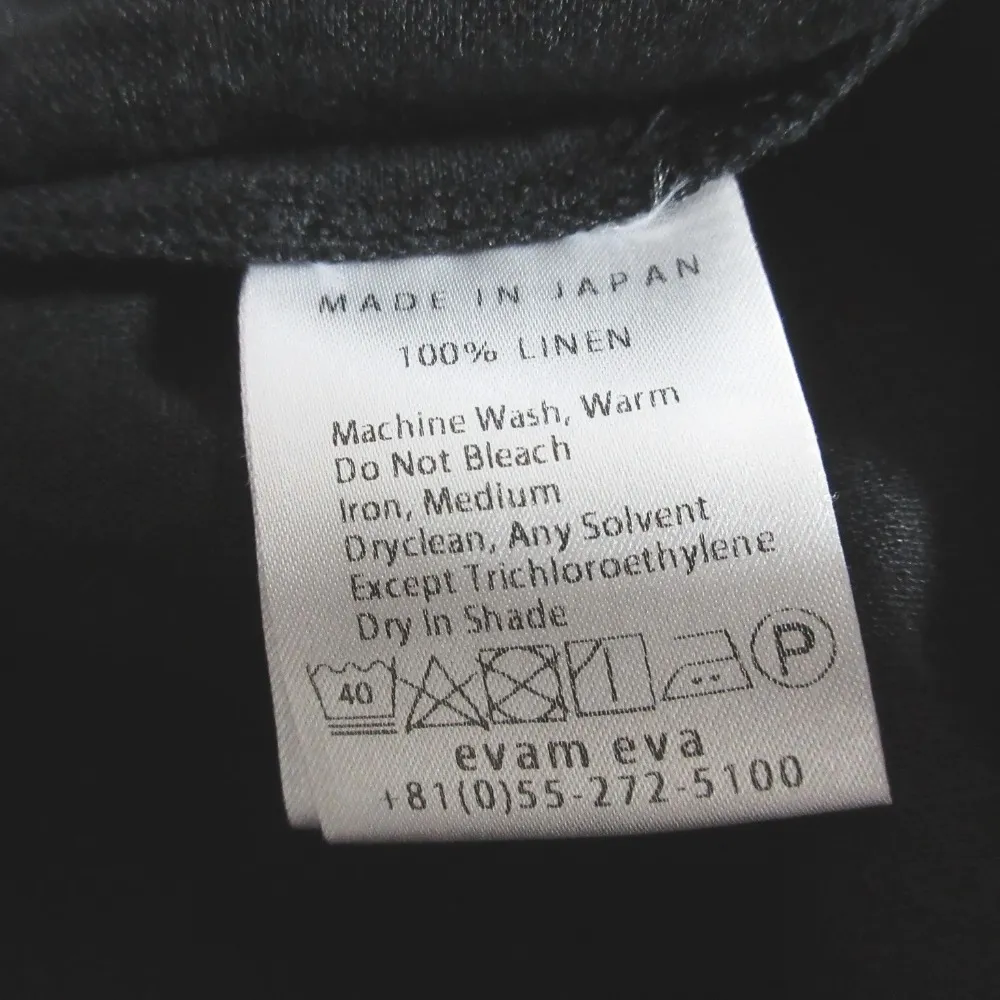 MADE IN JAPAN
100% LINEN
Machine Wash, Warm
Do Not Bleach
Iron, Medium
Dryclean, Any Solvent
Except Trichloroethylene
Dry In Shade
40 P
evam eva
+81(0)55-272-5100